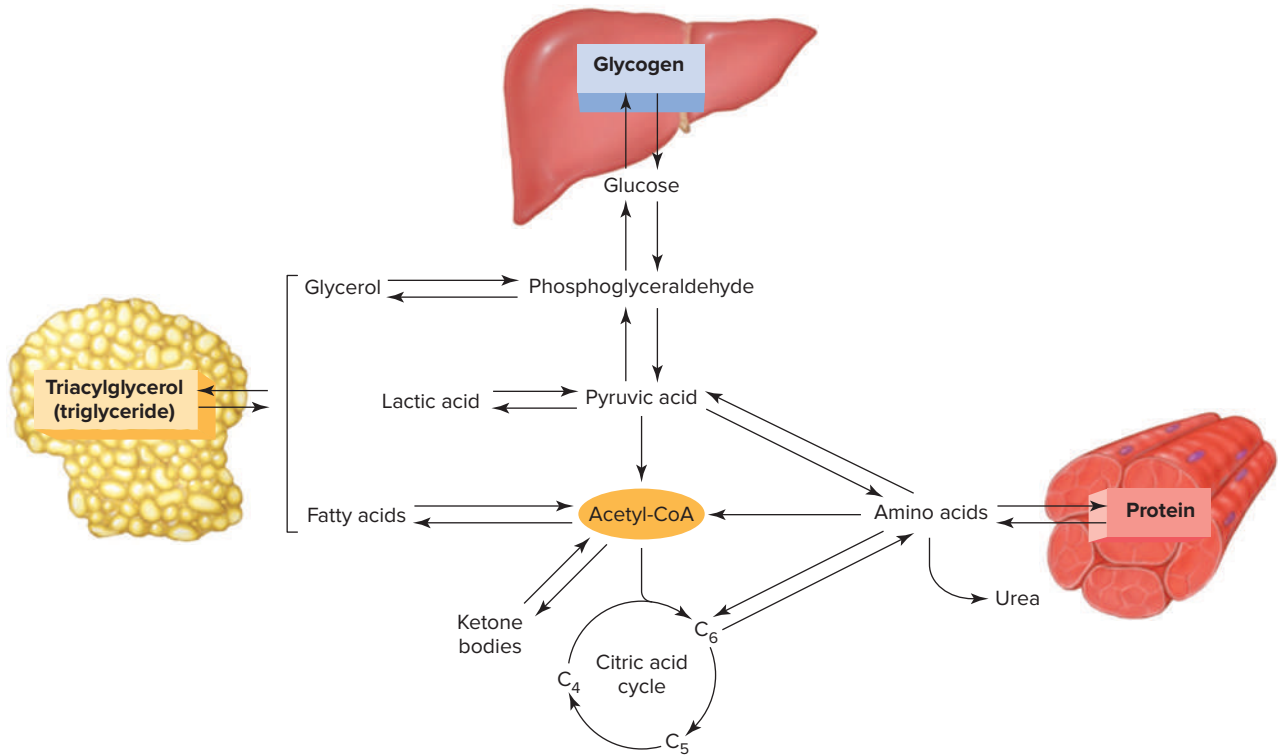 Glycogen
Glucose
Glycerol
Phosphoglyceraldehyde
Triacylglycerol
(triglyceride)
Lactic acid
Pyruvic acid
Fatty acids
Acetyl-CoA
Amino acids
Protein
Urea
Ketone
bodies
C6
Citric acid
cycle
C4
C5